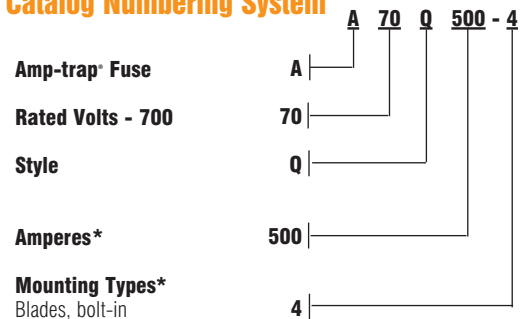 Catalog Numbering System
A 70 Q 500 - 4
Amp-trap® Fuse A
Rated Volts - 700 70
Style Q
Amperes* 500
Mounting Types*
Blades, bolt-in 4